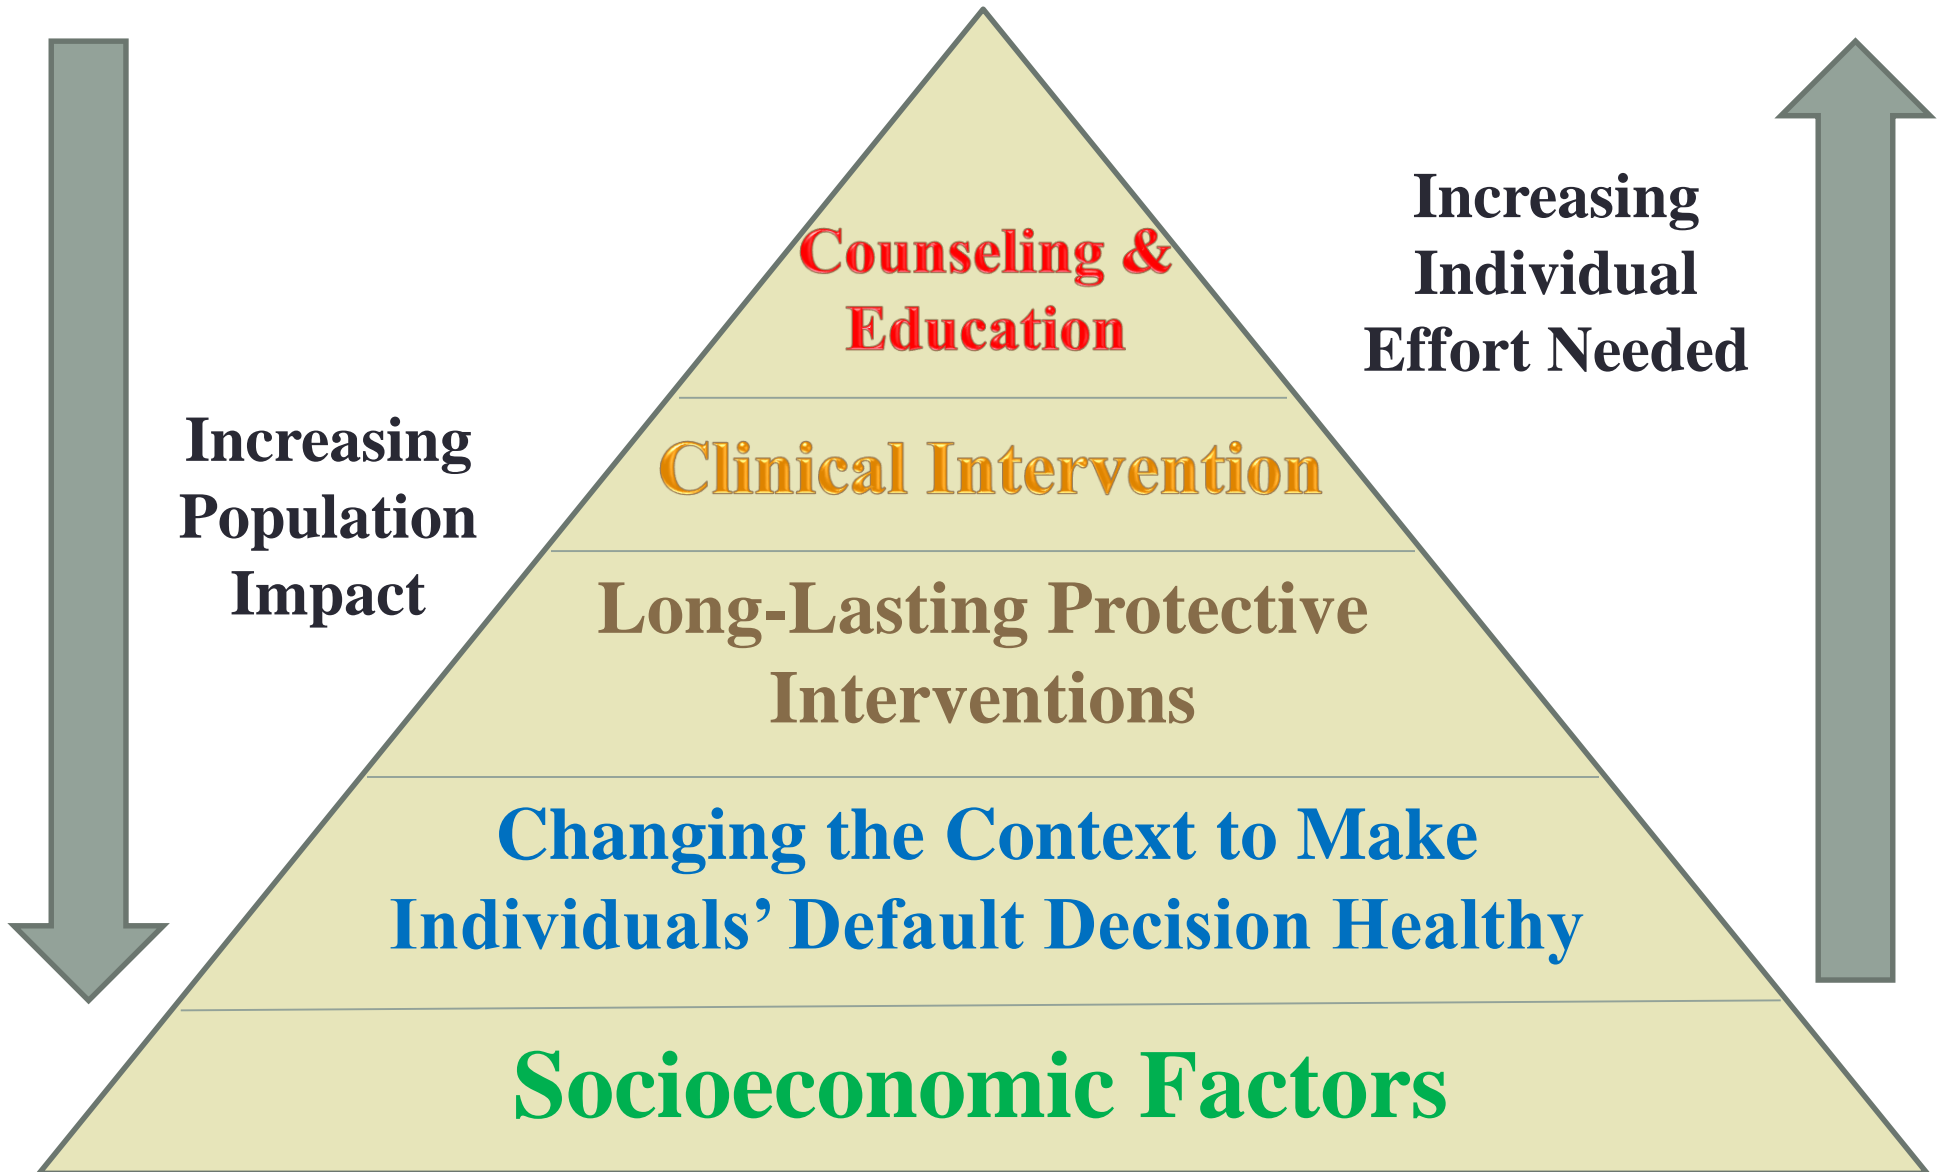 Increasing
Individual
Effort Needed
Counseling &
Education
Increasing
Population
Impact
Clinical Intervention
Long-Lasting Protective
Interventions
Changing the Context to Make
Individuals’ Default Decision Healthy
Socioeconomic Factors